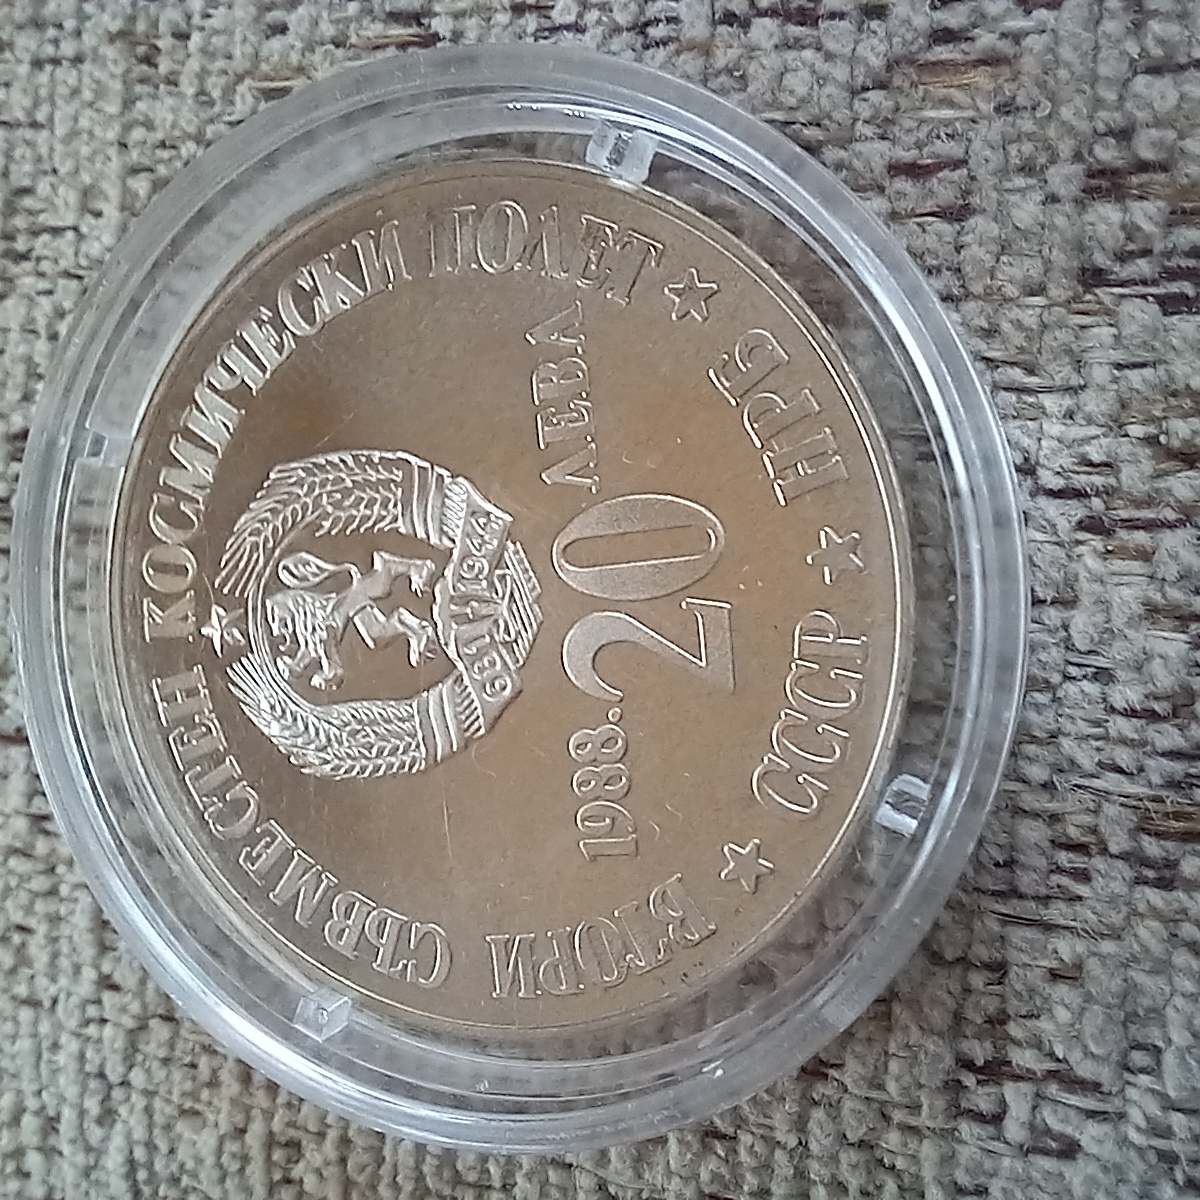 ВТОРИ СЪВМЕСТЕН КОСМИЧЕСКИ ПОЛЕТ
681 1944
1988. 20 ЛЕВА
СССР ★ НРБ